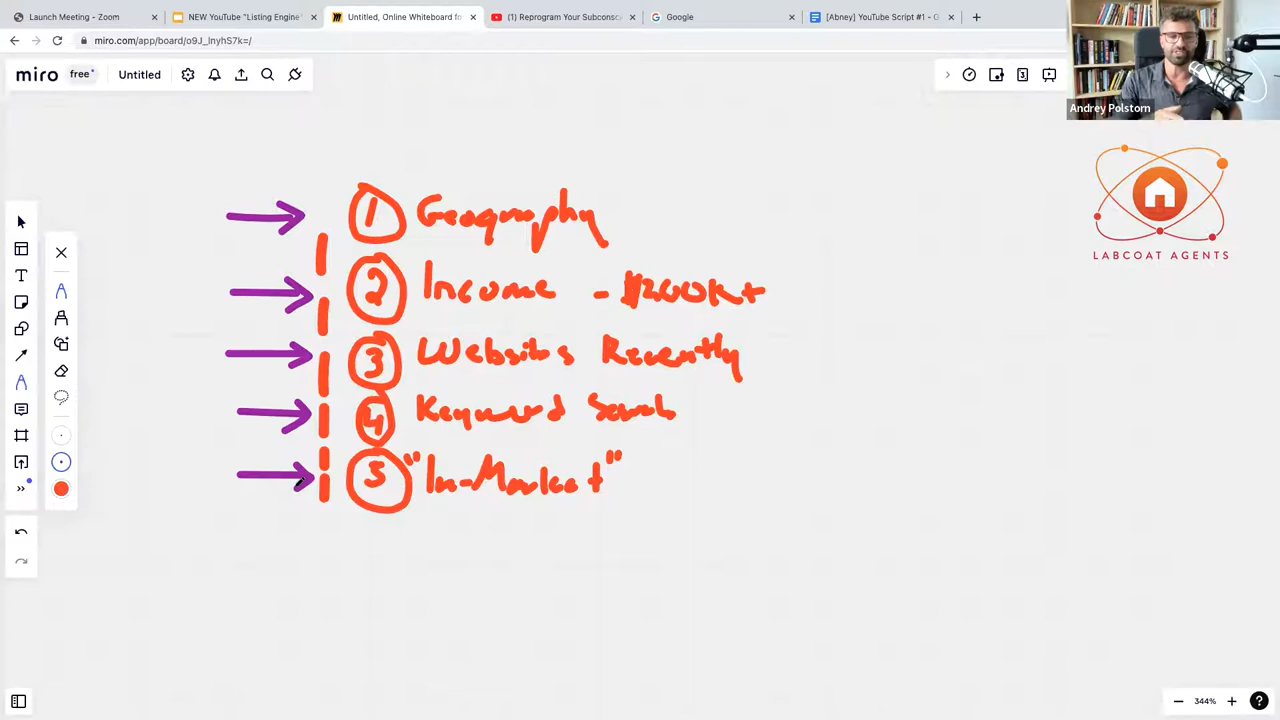 Launch Meeting - Zoom
NEW YouTube "Listing Engine"
Untitled, Online Whiteboard fo
(1) Reprogram Your Subconsc
Google
[Abney] YouTube Script #1 - G
miro.com/app/board/o9J_lnyhS7k=/
miro free Untitled
Andrey Polstorn
LABCOAT AGENTS
1 Geography
2 Income - $200K+
3 Websites Recently
4 Keyword Search
5 "In-Market"
344%